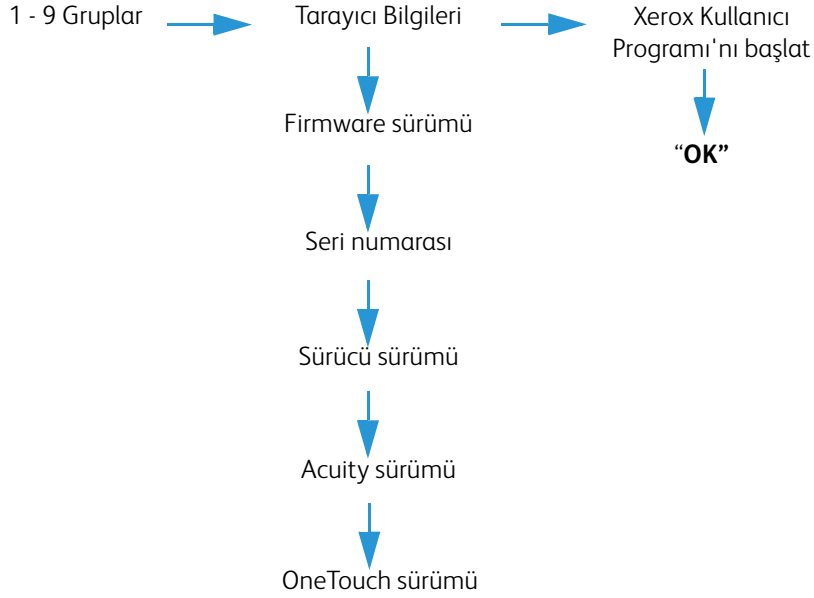 1 - 9 Gruplar
Tarayıcı Bilgileri
Xerox Kullanıcı
Programı'nı başlat
Firmware sürümü
“OK”
Seri numarası
Sürücü sürümü
Acuity sürümü
OneTouch sürümü